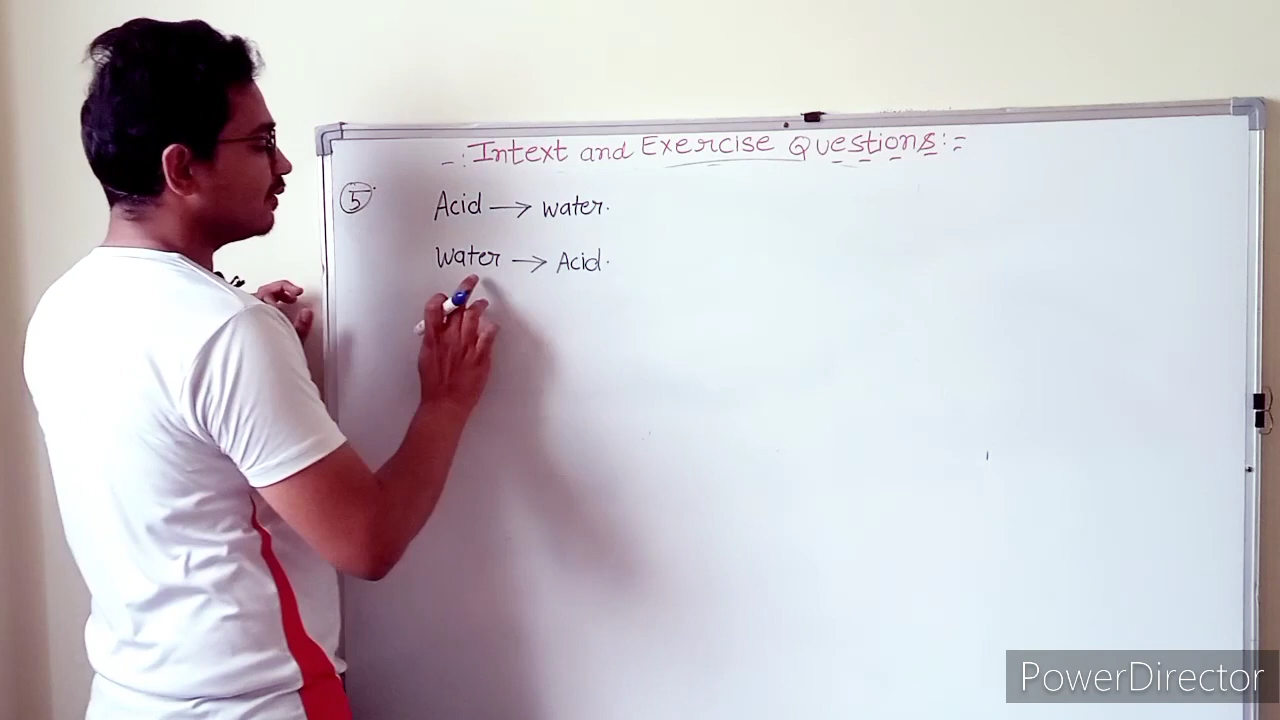 -: Intext and Exercise Questions :-
5 Acid → water.
Water → Acid.
PowerDirector